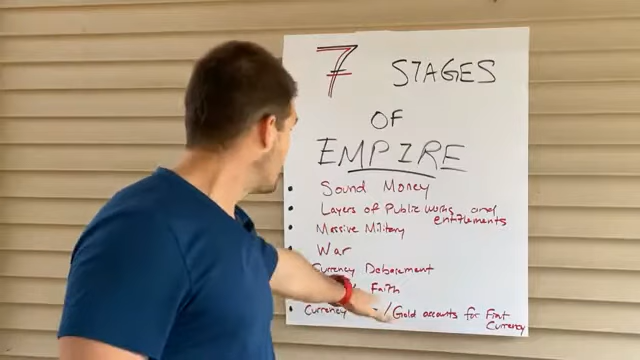 7 STAGES
OF
EMPIRE
Sound Money
Layers of Public works and
entitlements
Massive Military
War
Currency Debasement
Faith
Currency /Gold accounts for Fiat
Currency